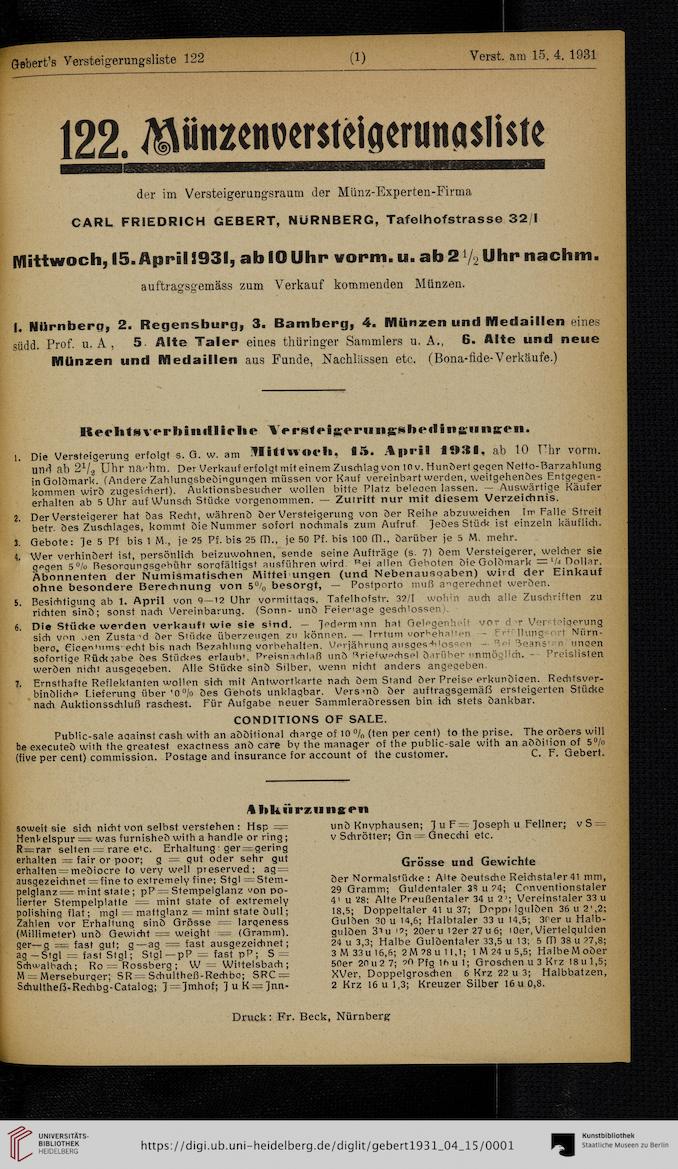 Gebert's Versteigerungsliste 122 (1) Verst. am 15. 4. 1931
122. Münzenversteigerungsliste
der im Versteigerungsraum der Münz-Experten-Firma
CARL FRIEDRICH GEBERT, NÜRNBERG, Tafelhofstrasse 32/I
Mittwoch, 15. April 1931, ab 10 Uhr vorm. u. ab 2 1/2 Uhr nachm.
auftragsgemäss zum Verkauf kommenden Münzen.
1. Nürnberg, 2. Regensburg, 3. Bamberg, 4. Münzen und Medaillen eines
südd. Prof. u. A., 5. Alte Taler eines thüringer Sammlers u. A., 6. Alte und neue
Münzen und Medaillen aus Funde, Nachlässen etc. (Bona-fide-Verkäufe.)
Rechtsverbindliche Versteigerungsbedingungen.
1. Die Versteigerung erfolgt s. G. w. am Mittwoch, 15. April 1931, ab 10 Uhr vorm.
und ab 2 1/2 Uhr nachm. Der Verkauf erfolgt mit einem Zuschlag von 10 v. Hundert gegen Netto-Barzahlung
in Goldmark. (Andere Zahlungsbedingungen müssen vor Kauf vereinbart werden, weitgehendes Entgegen-
kommen wird zugesichert). Auktionsbesucher wollen bitte Platz belegen lassen. — Auswärtige Käufer
erhalten ab 5 Uhr auf Wunsch Stücke vorgenommen. — Zutritt nur mit diesem Verzeichnis.
2. Der Versteigerer hat das Recht, während der Versteigerung von der Reihe abzuweichen Im Falle Streit
betr. des Zuschlages, kommt die Nummer sofort nochmals zum Aufruf. Jedes Stück ist einzeln käuflich.
3. Gebote: Je 5 Pf bis 1 M., je 25 Pf. bis 25 M., je 50 Pf. bis 100 M., darüber je 5 M. mehr.
4. Wer verhindert ist, persönlich beizuwohnen, sende seine Aufträge (s. 7) dem Versteigerer, welcher sie
gegen 5% Besorgungsgebühr sorgfältigst ausführen wird. Bei allen Geboten die Goldmark = 1/4 Dollar.
Abonnenten der Numismatischen Mitteilungen (und Nebenausgaben) wird der Einkauf
ohne besondere Berechnung von 5% besorgt, — Postporto muß angerechnet werden.
5. Besichtigung ab 1. April von 9—12 Uhr vormittags, Tafelhofstr. 32/I wohin auch alle Zuschriften zu
richten sind; sonst nach Vereinbarung. (Sonn- und Feiertage geschlossen).
6. Die Stücke werden verkauft wie sie sind. — Jedermann hat Gelegenheit vor der Versteigerung
sich von den Zustand der Stücke überzeugen zu können. — Irrtum vorbehalten — Erfüllungsort Nürn-
berg, Eigentumsrecht bis nach Bezahlung vorbehalten. Verjährung ausgeschlossen — Bei Beanstandungen
sofortige Rückgabe des Stückes erlaubt. Preisnachlaß und Briefwechsel darüber unmöglich. — Preislisten
werden nicht ausgegeben. Alle Stücke sind Silber, wenn nicht anders angegeben.
7. Ernsthafte Reflektanten wollen sich mit Antwortkarte nach dem Stand der Preise erkundigen. Rechtsver-
bindliche Lieferung über 10% des Gebots unklagbar. Versand der auftragsgemäß ersteigerten Stücke
nach Auktionsschluß raschest. Für Aufgabe neuer Sammleradressen bin ich stets dankbar.
CONDITIONS OF SALE.
Public-sale against cash with an additional charge of 10% (ten per cent) to the prise. The orders will
be executed with the greatest exactness and care by the manager of the public-sale with an addition of 5%
(five per cent) commission. Postage and insurance for account of the customer. C. F. Gebert.
Abkürzungen
soweit sie sich nicht von selbst verstehen: Hsp =
Henkelspur = was furnished with a handle or ring;
R = rar selten = rare etc. Erhaltung: ger = gering
erhalten = fair or poor; g = gut oder sehr gut
erhalten = mediocre to very well preserved; ag =
ausgezeichnet = fine to extremely fine; Stgl = Stem-
pelglanz = mint state; pP = Stempelglanz von po-
lierter Stempelplatte = mint state of extremely
polishing flat; mgl = mattglanz = mint state dull;
Zahlen vor Erhaltung sind Grösse = largeness
(Millimeter) und Gewicht = weight = (Gramm).
ger—g = fast gut; g—ag = fast ausgezeichnet;
ag—Stgl = fast Stgl; Stgl—pP = fast pP; S =
Schwalbach; Ro = Rossberg; W = Wittelsbach;
M = Merseburger; SR = Schultheß-Rechbg; SRC =
Schultheß-Rechbg-Catalog; J = Jmhof; J u K = Jnn-
und Knyphausen; J u F = Joseph u Fellner; v S =
v Schrötter; Gn = Gnecchi etc.
Grösse und Gewichte
der Normalstücke: Alte deutsche Reichstaler 41 mm,
29 Gramm; Guldentaler 38 u 24; Conventionstaler
41 u 28; Alte Preußentaler 34 u 22; Vereinstaler 33 u
18,5; Doppeltaler 41 u 37; Doppelgulden 36 u 21,2;
Gulden 30 u 14,6; Halbtaler 33 u 14,5; 30er u Halb-
gulden 31 u 12; 20er u 12er 27 u 6; 10er, Viertelgulden
24 u 3,3; Halbe Guldentaler 33,5 u 13; 5 M 38 u 27,8;
3 M 33 u 16,6; 2 M 28 u 11,1; 1 M 24 u 5,5; Halbe M oder
50er 20 u 2 7; 20 Pfg 16 u 1; Groschen u 3 Krz 18 u 1,5;
XVer, Doppelgroschen 6 Krz 22 u 3; Halbbatzen,
2 Krz 16 u 1,3; Kreuzer Silber 16 u 0,8.
Druck: Fr. Beck, Nürnberg
UNIVERSITÄTS-
BIBLIOTHEK
HEIDELBERG
https://digi.ub.uni-heidelberg.de/diglit/gebert1931_04_15/0001
Kunstbibliothek
Staatliche Museen zu Berlin